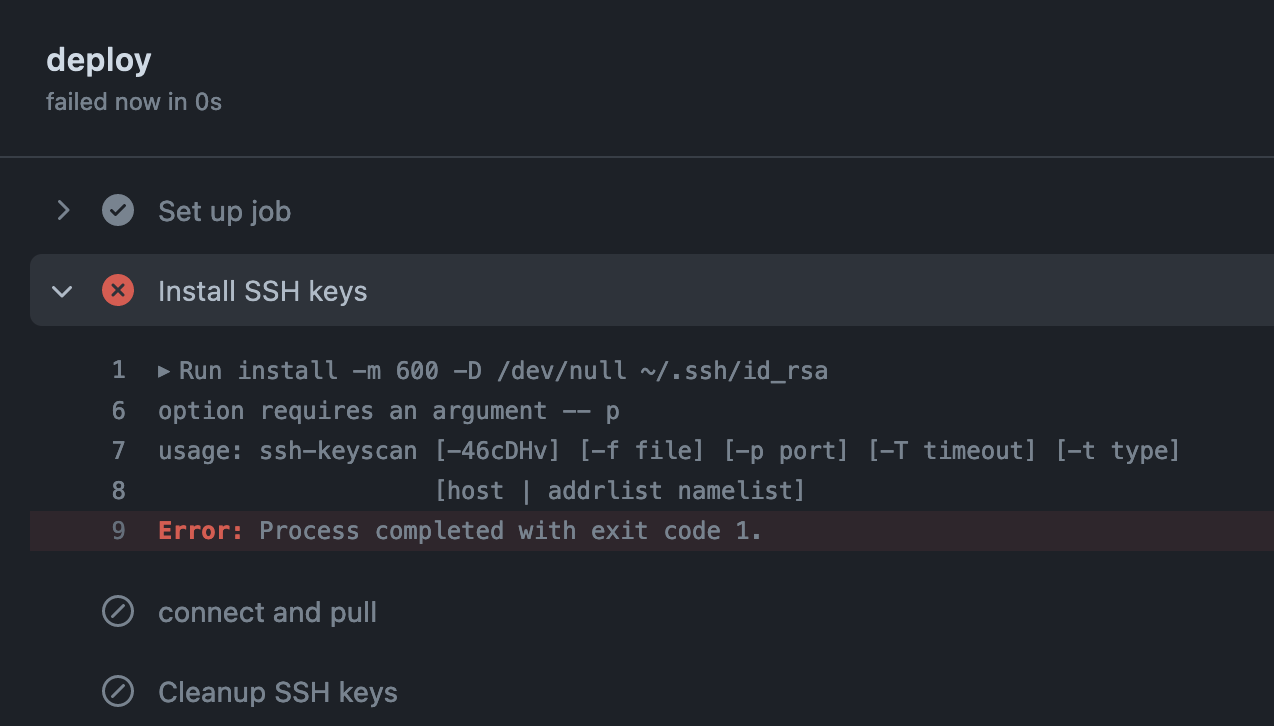 deploy
failed now in 0s
Set up job
Install SSH keys
1 ▸ Run install -m 600 -D /dev/null ~/.ssh/id_rsa
6 option requires an argument -- p
7 usage: ssh-keyscan [-46cDHv] [-f file] [-p port] [-T timeout] [-t type]
8 [host | addrlist namelist]
9 Error: Process completed with exit code 1.
connect and pull
Cleanup SSH keys